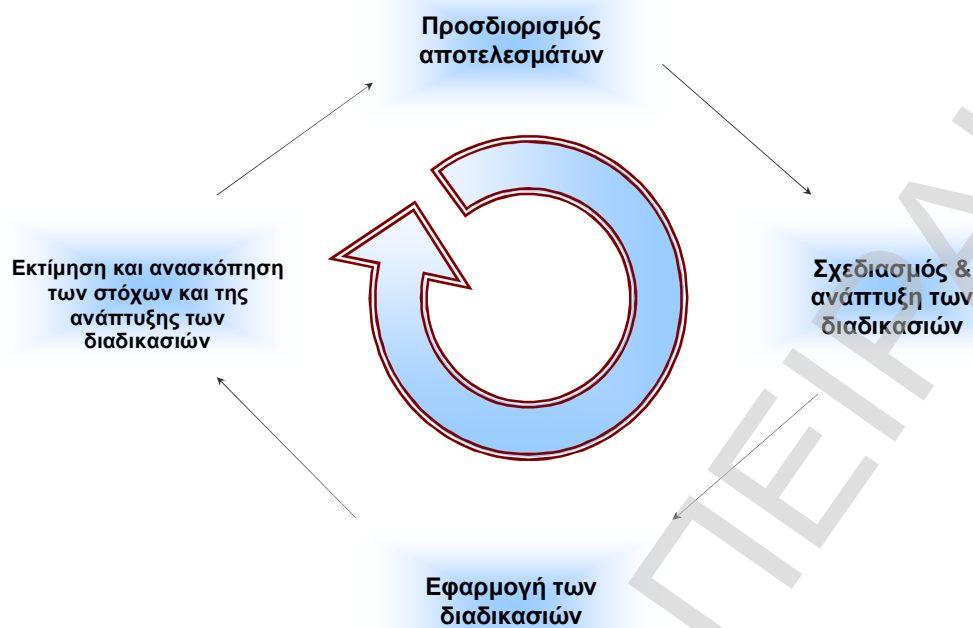 Προσδιορισμός
αποτελεσμάτων
Εκτίμηση και ανασκόπηση
των στόχων και της
ανάπτυξης των
διαδικασιών
Σχεδιασμός &
ανάπτυξη των
διαδικασιών
Εφαρμογή των
διαδικασιών